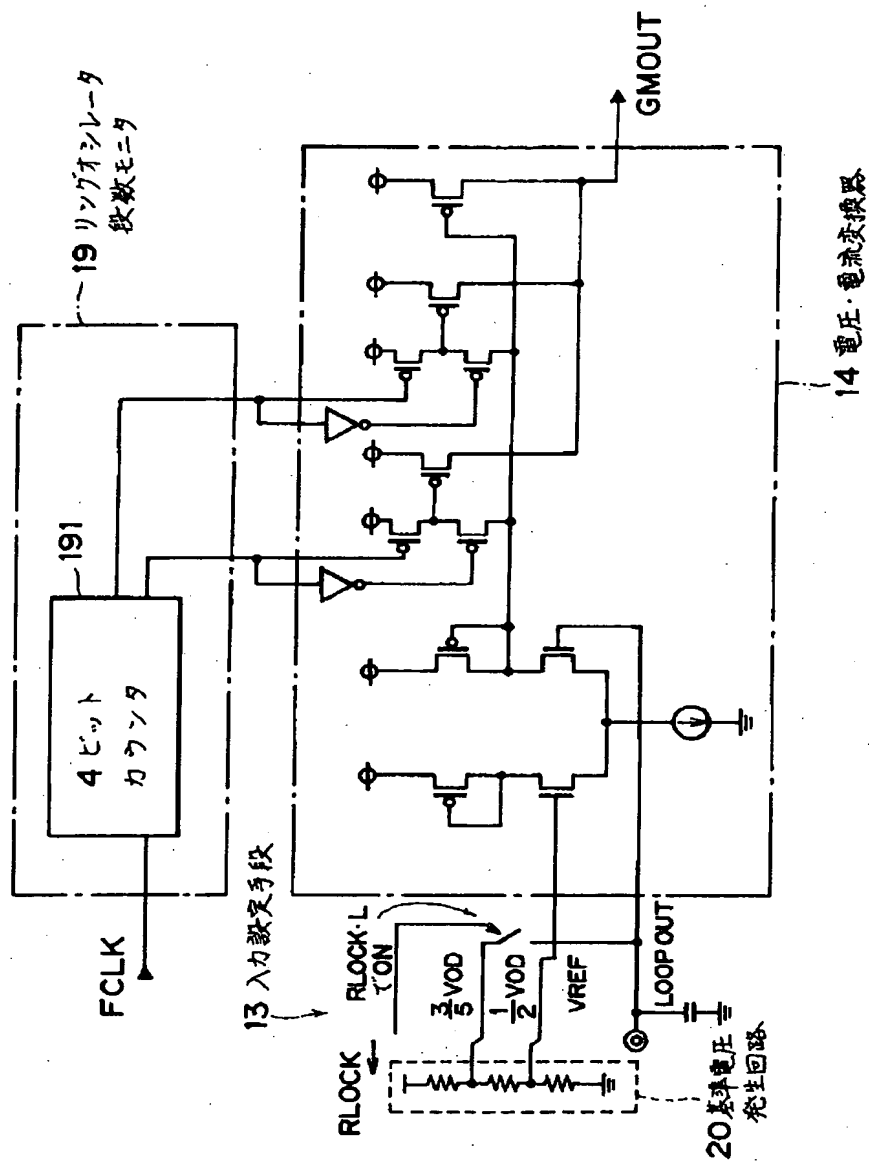 FCLK
4ビット
カウンタ
191
19 リングオシレータ
段数モニタ
13 入力設定手段
RLOCK
RLOCK·L
でON
3/5 VOD
1/2 VOD
VREF
LOOPOUT
20 基準電圧
発生回路
14 電圧・電流変換器
GMOUT